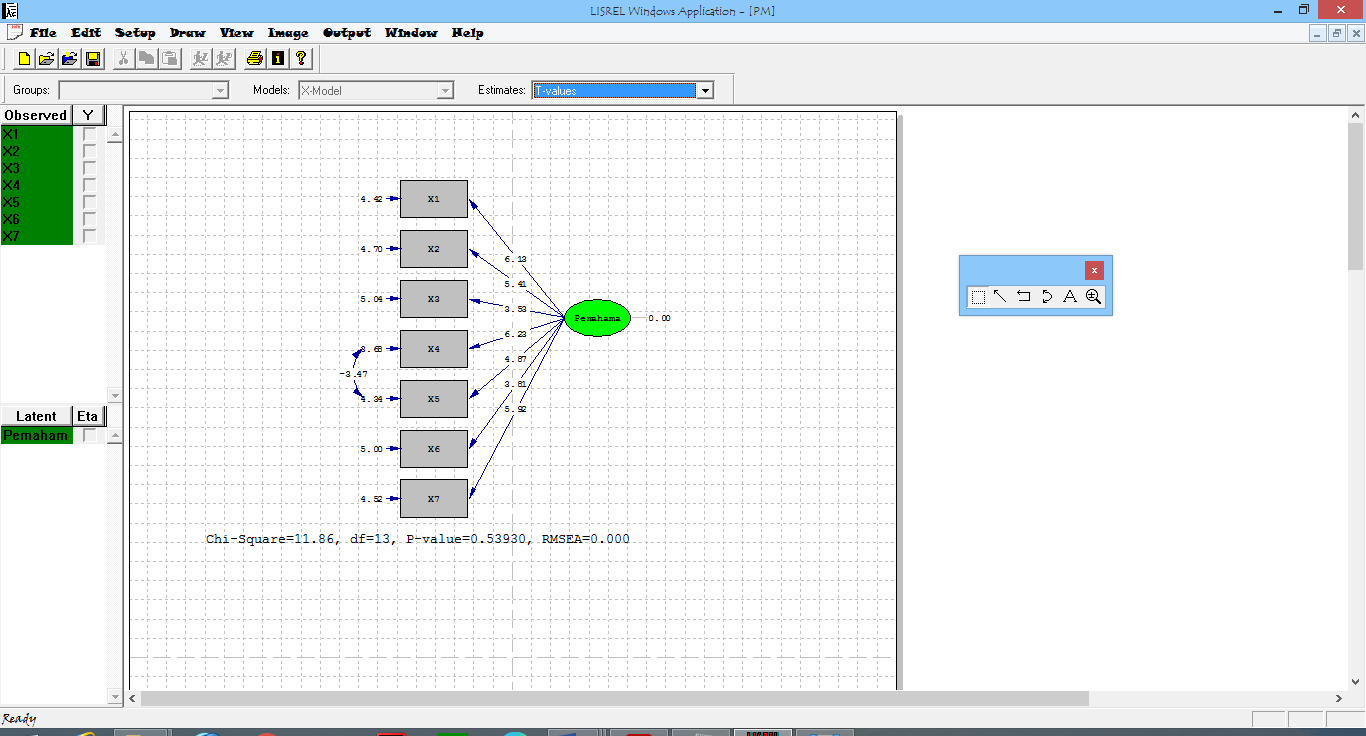 LISREL Windows Application - [PM]
File Edit Setup Draw View Image Output Window Help
Groups: Models: X-Model Estimates: T-values
Observed Y
X1
X2
X3
X4
X5
X6
X7
Latent Eta
Pemaham
4.42 X1
4.70 X2
5.04 X3
3.68 X4
-3.47
4.34 X5
5.00 X6
4.52 X7
6.13
5.41
3.53
6.23
4.87
3.81
5.92
Pemahama 0.00
Chi-Square=11.86, df=13, P-value=0.53930, RMSEA=0.000
A
Ready